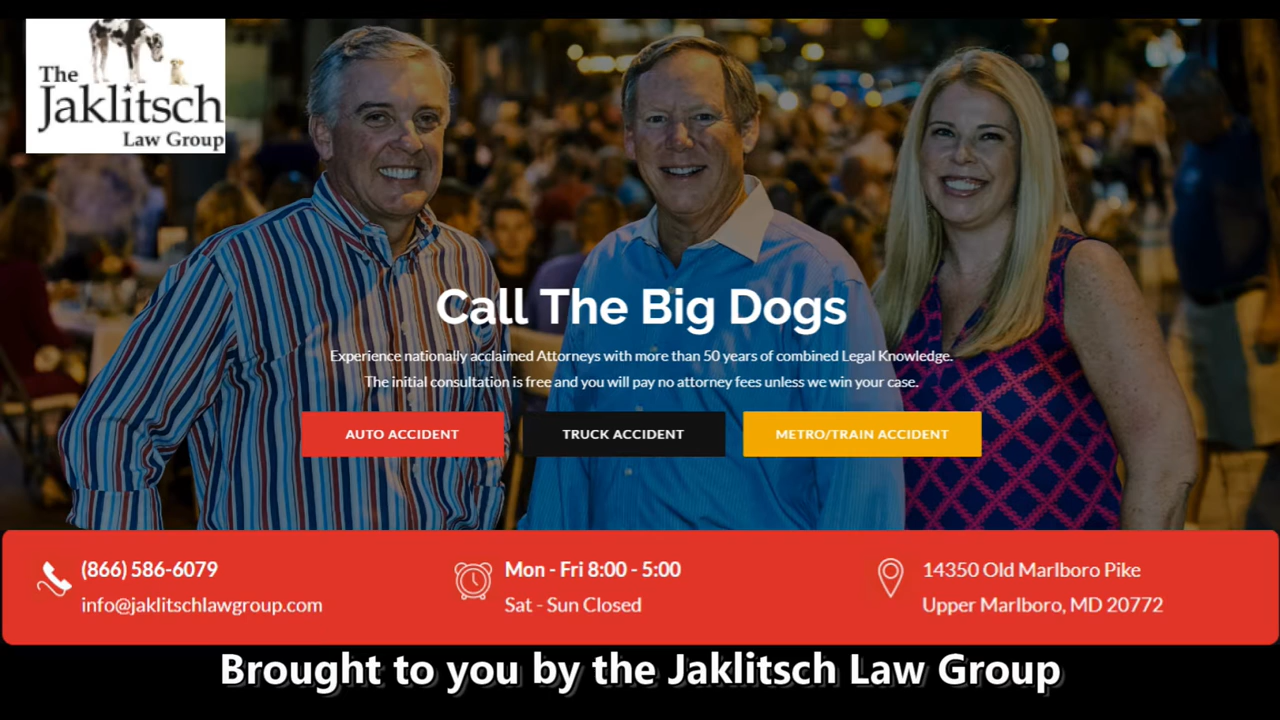 The
Jaklitsch
Law Group
Call The Big Dogs
Experience nationally acclaimed Attorneys with more than 50 years of combined Legal Knowledge.
The initial consultation is free and you will pay no attorney fees unless we win your case.
AUTO ACCIDENT
TRUCK ACCIDENT
METRO/TRAIN ACCIDENT
(866) 586-6079
info@jaklitschlawgroup.com
Mon - Fri 8:00 - 5:00
Sat - Sun Closed
14350 Old Marlboro Pike
Upper Marlboro, MD 20772
Brought to you by the Jaklitsch Law Group